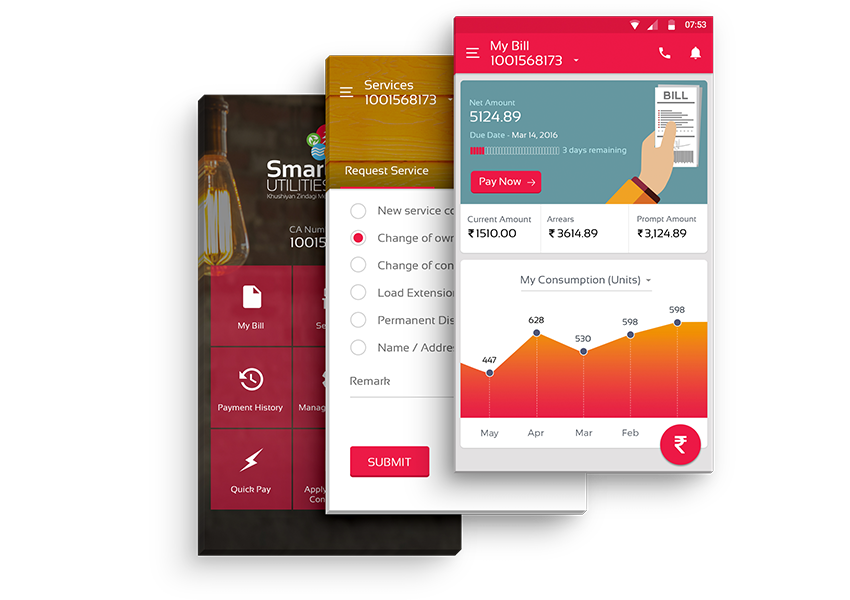 Smar
UTILITIES
Khushiyan Zindagi
CA Num
10015
My Bill
Se
Payment History
Manag
Quick Pay
Apply
Con
Services
1001568173
Request Service
New service co
Change of own
Change of con
Load Extension
Permanent Dis
Name / Addres
Remark
SUBMIT
07:53
My Bill
1001568173
Net Amount
5124.89
Due Date - Mar 14, 2016
3 days remaining
Pay Now →
BILL
Current Amount
₹1510.00
Arrears
₹3614.89
Prompt Amount
₹3,124.89
My Consumption (Units)
447
628
530
598
598
May
Apr
Mar
Feb
₹